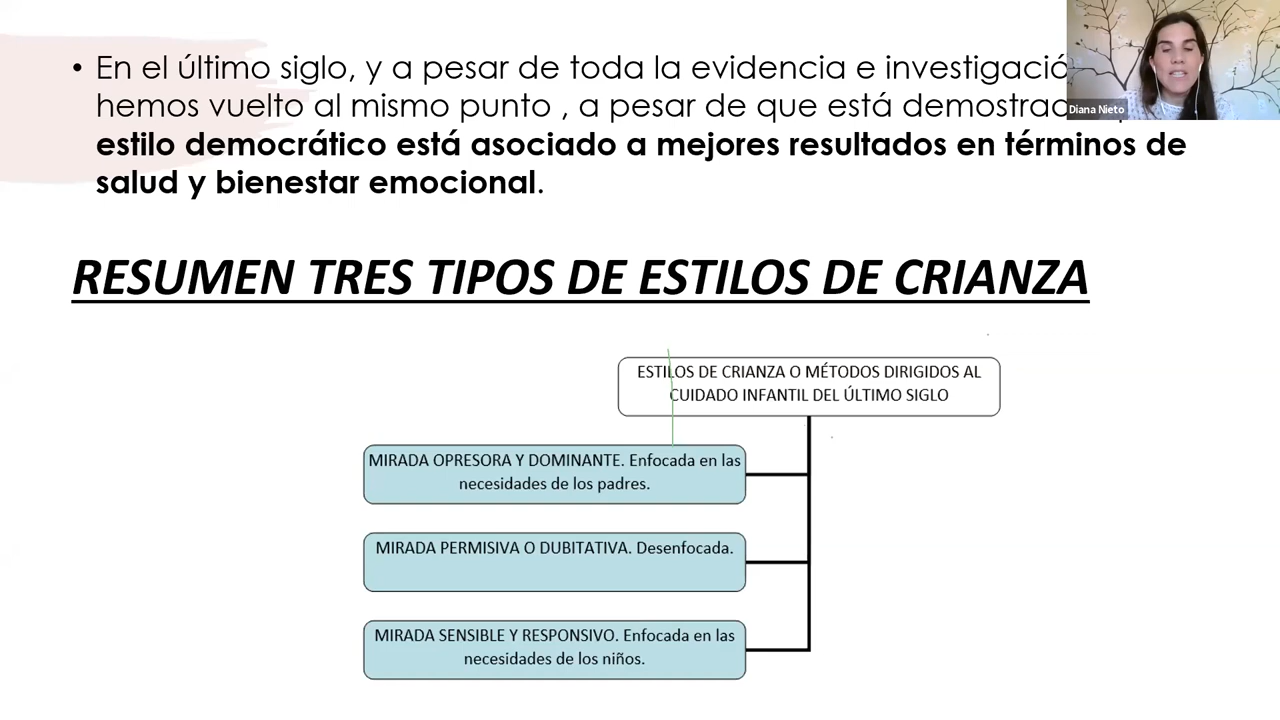 • En el último siglo, y a pesar de toda la evidencia e
hemos vuelto al mismo punto , a pesar de que está
estilo democrático está asociado a mejores resultados en términos de
salud y bienestar emocional.
Diana Nieto
RESUMEN TRES TIPOS DE ESTILOS DE CRIANZA
ESTILOS DE CRIANZA O MÉTODOS DIRIGIDOS AL
CUIDADO INFANTIL DEL ÚLTIMO SIGLO
MIRADA OPRESORA Y DOMINANTE. Enfocada en las
necesidades de los padres.
MIRADA PERMISIVA O DUBITATIVA. Desenfocada.
MIRADA SENSIBLE Y RESPONSIVO. Enfocada en las
necesidades de los niños.